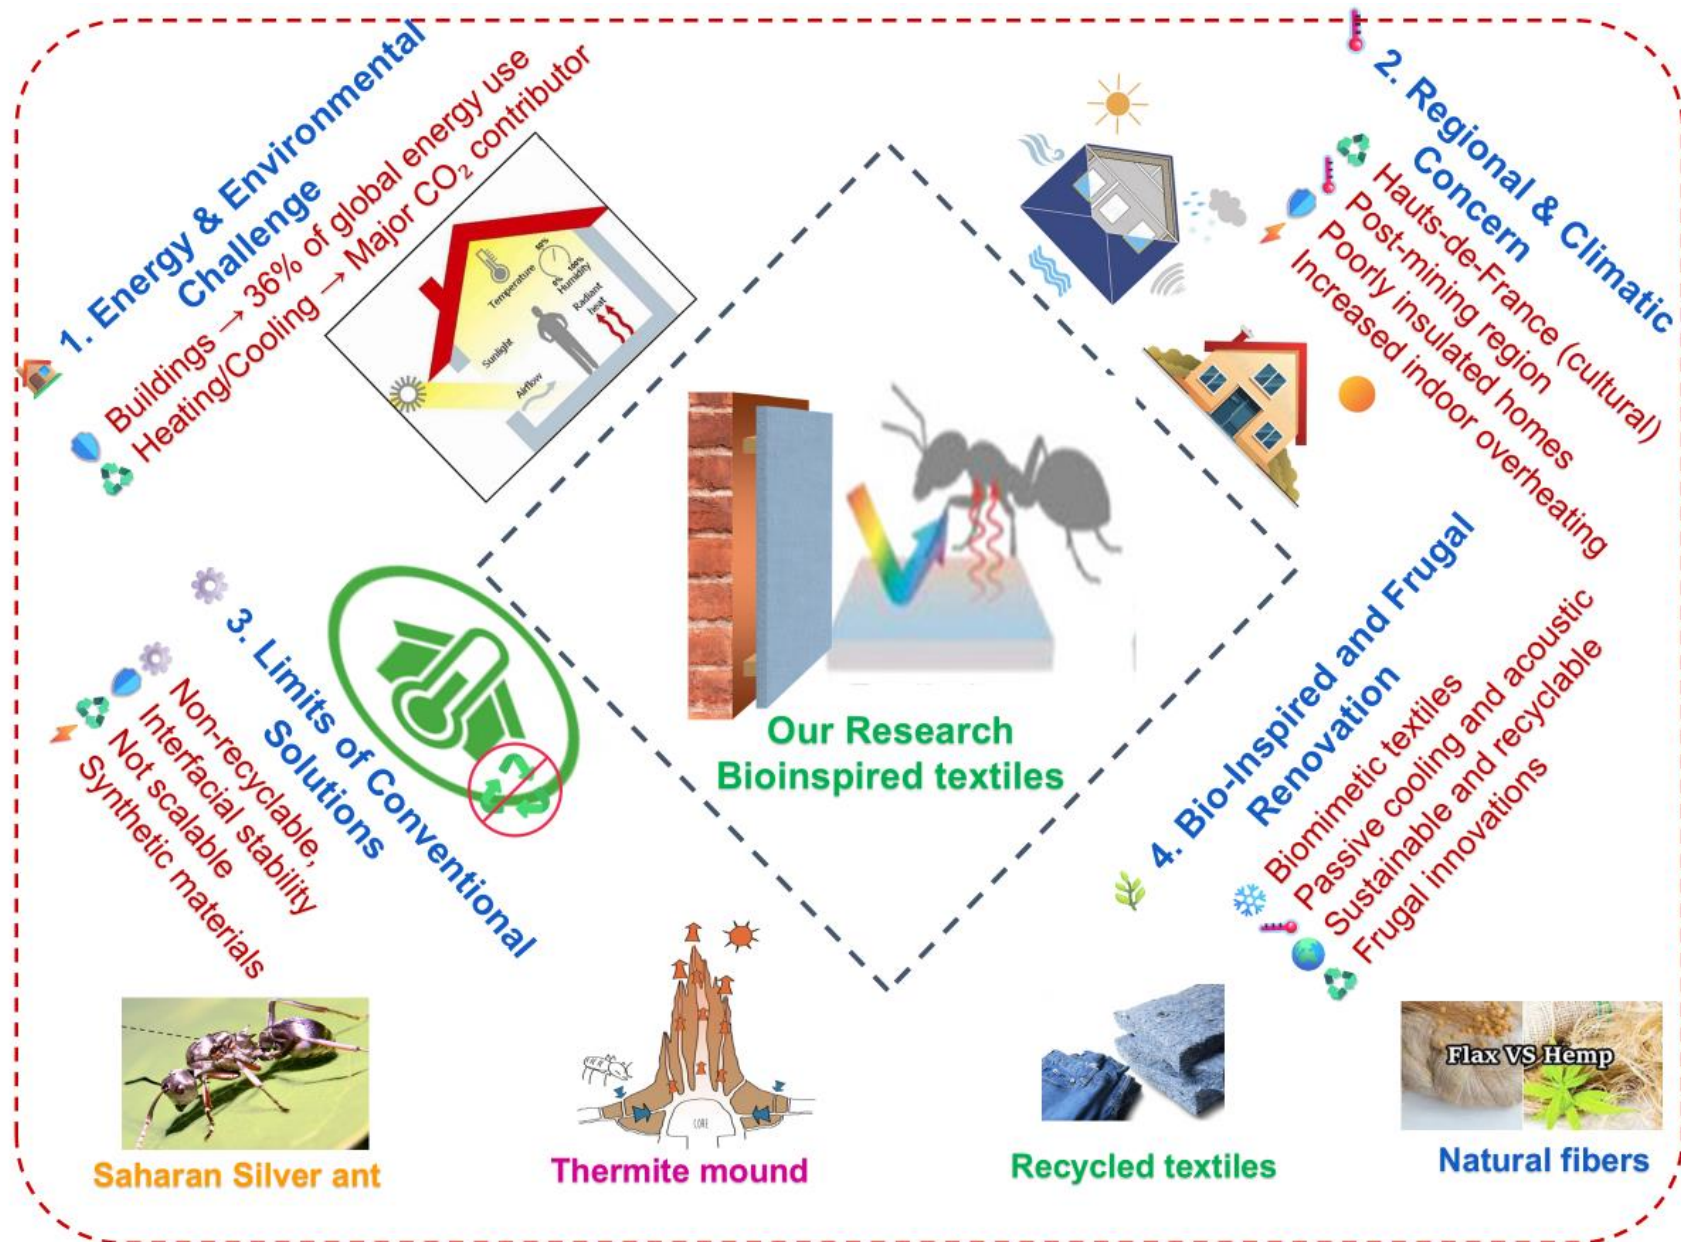 1. Energy & Environmental
Challenge
Buildings → 36% of global energy use
Heating/Cooling → Major CO₂ contributor
Temperature
50%
0%
100%
Humidity
Radiant
heat
Sunlight
Airflow
2. Regional & Climatic
Concern
Hauts-de-France (cultural)
Post-mining region
Poorly insulated homes
Increased indoor overheating
3. Limits of Conventional
Solutions
Non-recyclable,
Interfacial stability
Not scalable
Synthetic materials
Our Research
Bioinspired textiles
4. Bio-Inspired and Frugal
Renovation
Biomimetic textiles
Passive cooling and acoustic
Sustainable and recyclable
Frugal innovations
CORE
Flax VS Hemp
Saharan Silver ant
Thermite mound
Recycled textiles
Natural fibers